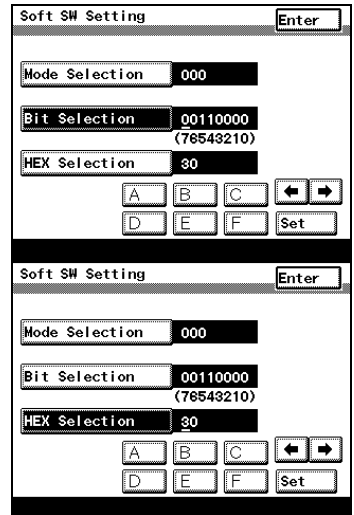 Soft SW Setting Enter
Mode Selection 000
Bit Selection 00110000
(76543210)
HEX Selection 30
A B C ← →
D E F Set
Soft SW Setting Enter
Mode Selection 000
Bit Selection 00110000
(76543210)
HEX Selection 30
A B C ← →
D E F Set